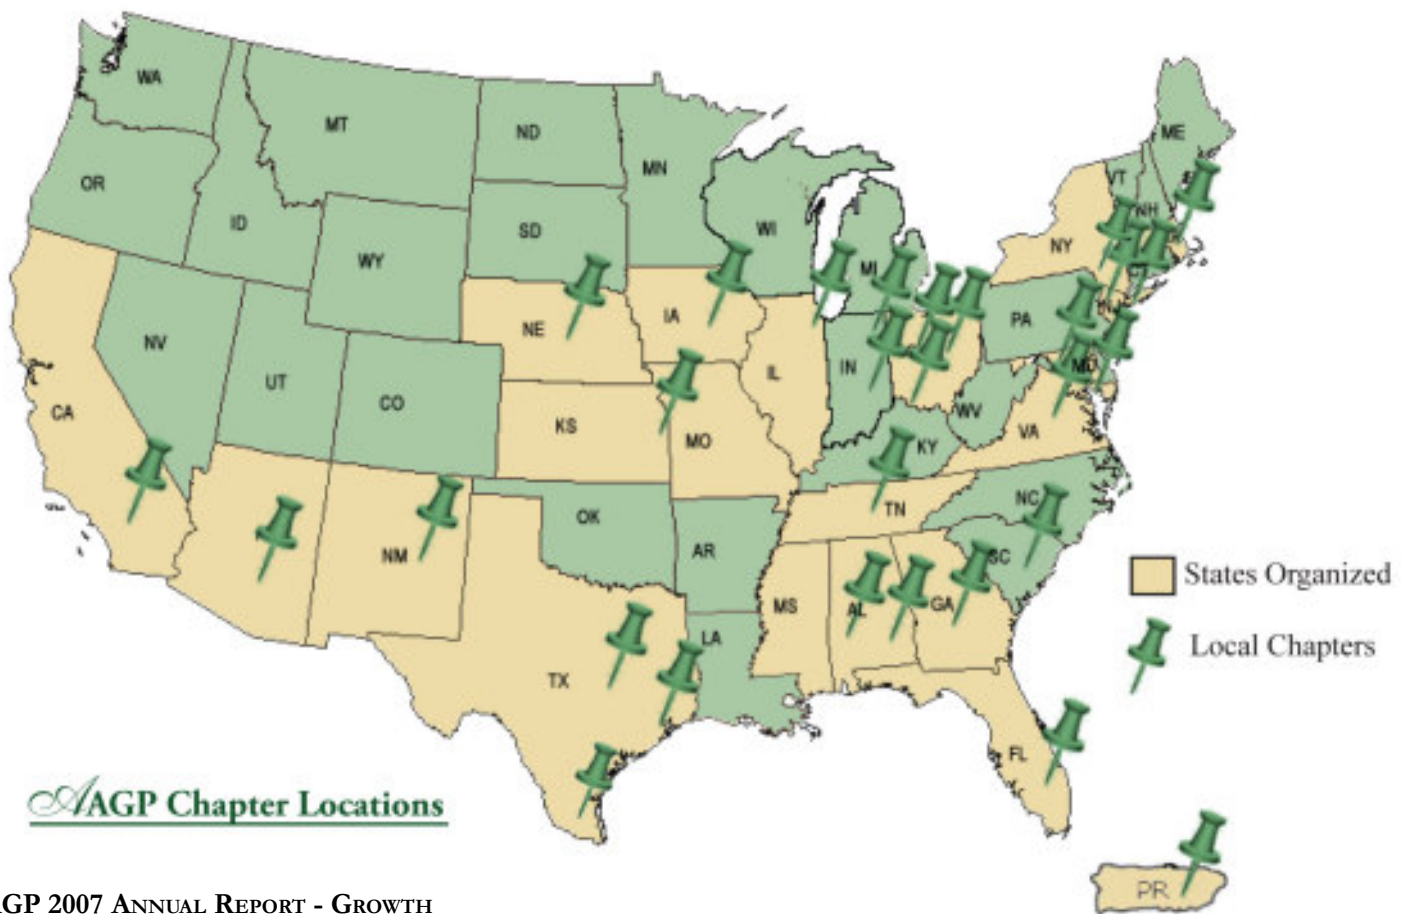 WA
MT
ND
MN
ME
OR
ID
SD
WI
VT
NH
WY
MI
NY
NE
IA
PA
NV
UT
CO
IL
IN
MD
CA
KS
MO
WV
VA
KY
OK
TN
NC
NM
AR
SC
MS
AL
GA
States Organized
LA
Local Chapters
TX
FL
AAGP Chapter Locations
PR
GP 2007 Annual Report - Growth